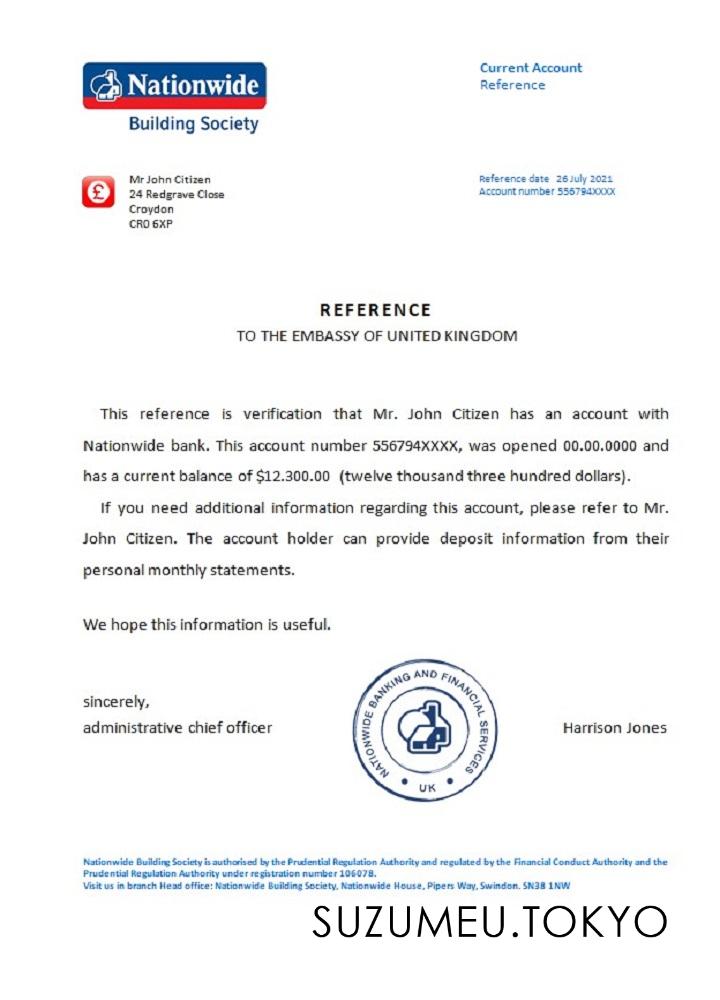 Nationwide
Building Society
Current Account
Reference
Mr John Citizen
24 Redgrave Close
Croydon
CR0 6XP
Reference date 26 July 2021
Account number 556794XXXX
REFERENCE
TO THE EMBASSY OF UNITED KINGDOM
This reference is verification that Mr. John Citizen has an account with
Nationwide bank. This account number 556794XXXX, was opened 00.00.0000 and
has a current balance of $12.300.00 (twelve thousand three hundred dollars).
If you need additional information regarding this account, please refer to Mr.
John Citizen. The account holder can provide deposit information from their
personal monthly statements.
We hope this information is useful.
sincerely,
administrative chief officer
NATIONWIDE BANKING AND FINANCIAL SERVICES
UK
Harrison Jones
Nationwide Building Society is authorised by the Prudential Regulation Authority and regulated by the Financial Conduct Authority and the
Prudential Regulation Authority under registration number 106078.
Visit us in branch Head office: Nationwide Building Society, Nationwide House, Pipers Way, Swindon. SN38 1NW
SUZUMEU.TOKYO